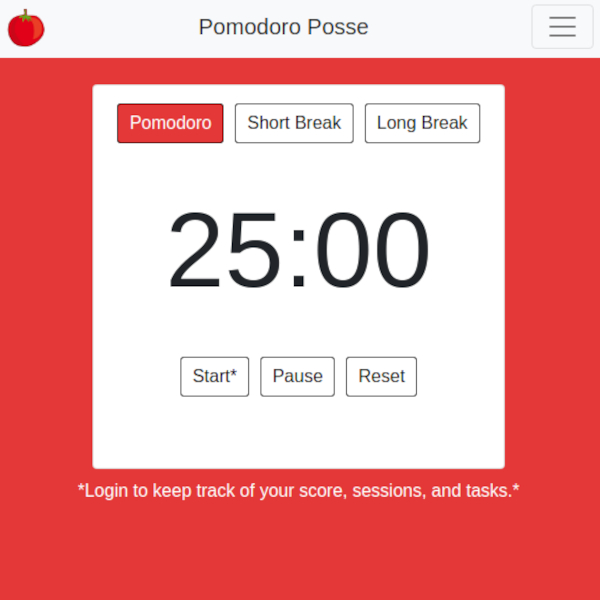 Pomodoro Posse
Pomodoro Short Break Long Break
25:00
Start* Pause Reset
*Login to keep track of your score, sessions, and tasks.*